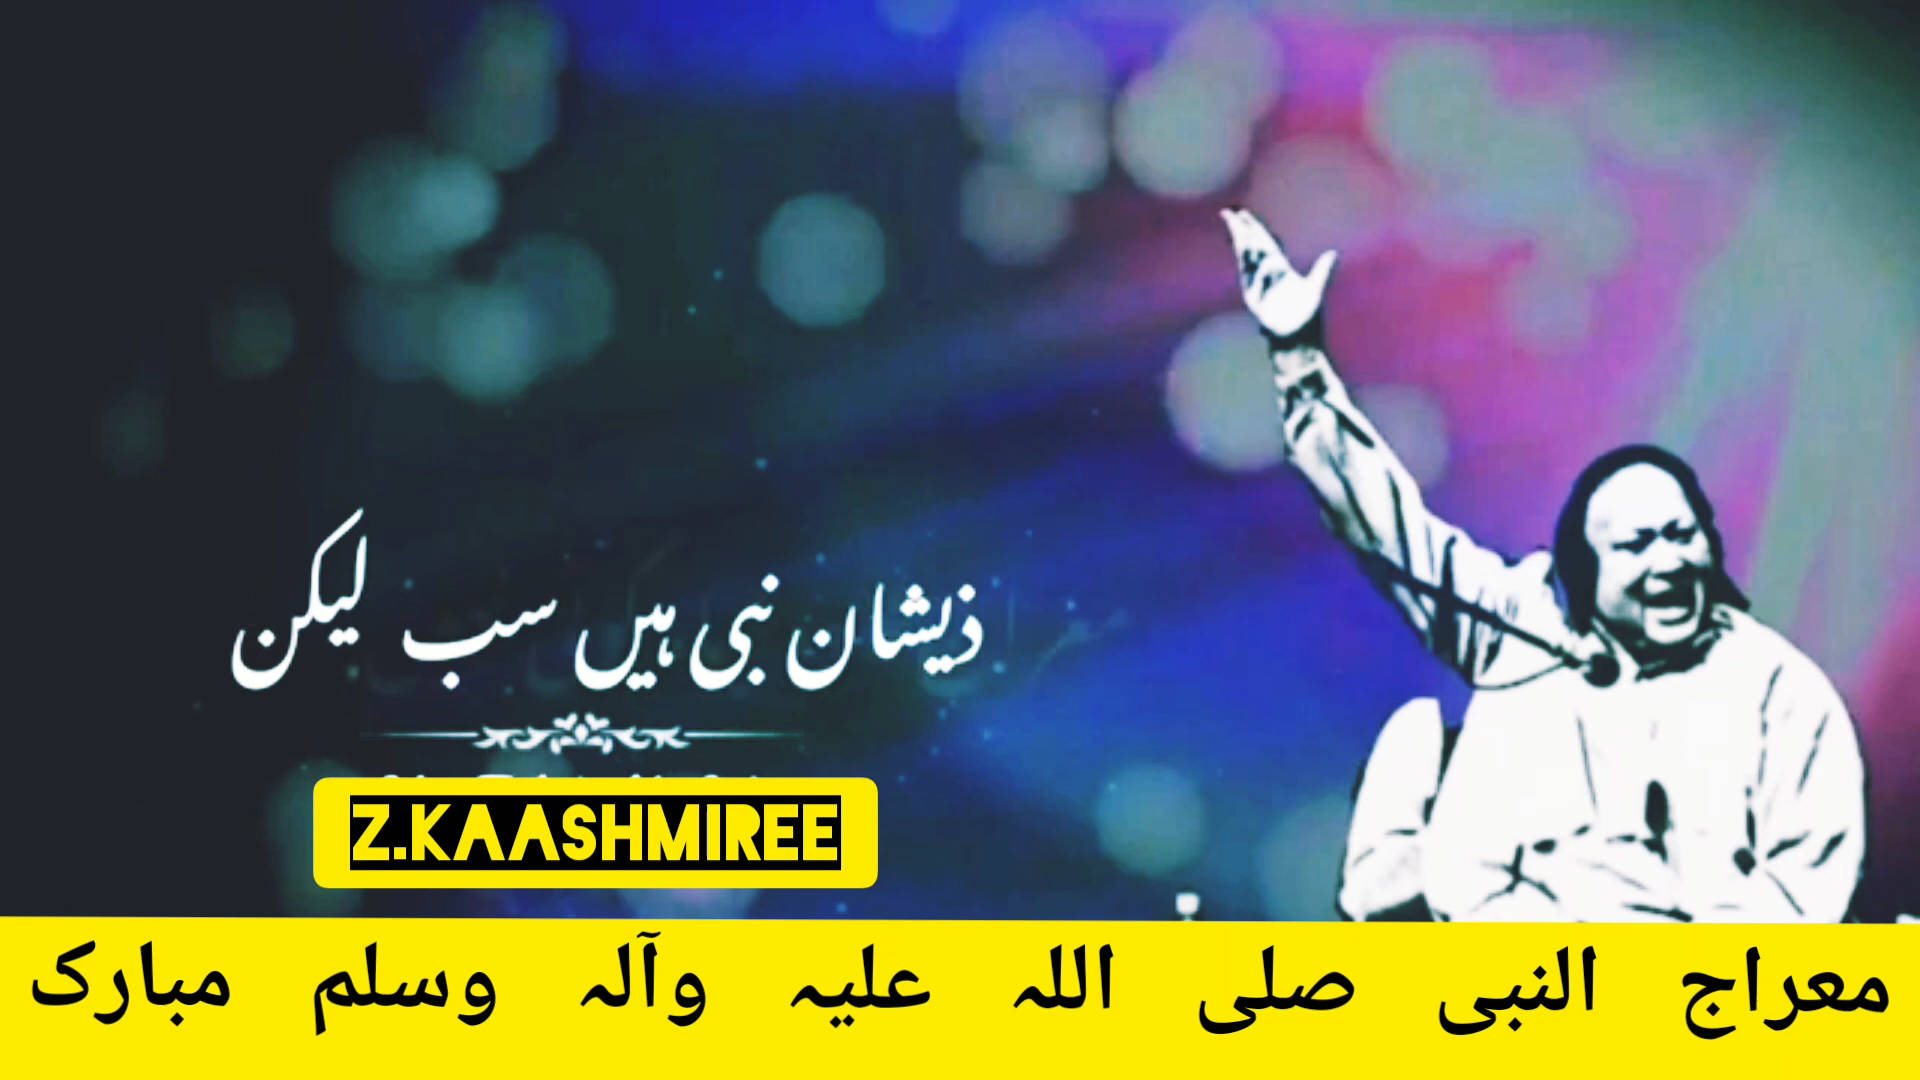 ذیشان نبی ہیں سب لیکن
Z.KAASHMIREE
معراج النبی صلی اللہ علیہ وآلہ وسلم مبارک